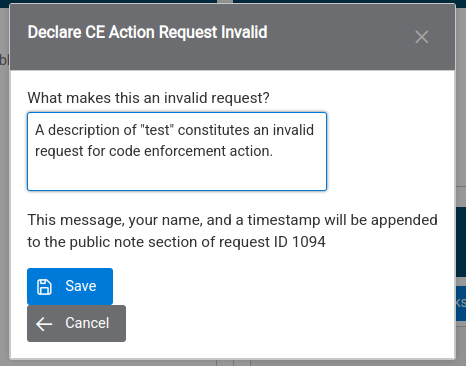 Declare CE Action Request Invalid
What makes this an invalid request?
A description of "test" constitutes an invalid
request for code enforcement action.
This message, your name, and a timestamp will be appended
to the public note section of request ID 1094
Save
Cancel